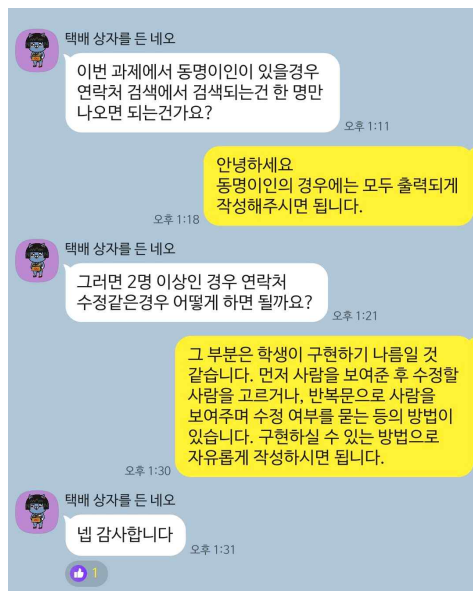 택배 상자를 든 네오
이번 과제에서 동명이인이 있을경우
연락처 검색에서 검색되는건 한 명만
나오면 되는건가요?
오후 1:11
안녕하세요
동명이인의 경우에는 모두 출력되게
작성해주시면 됩니다.
오후 1:18
택배 상자를 든 네오
그러면 2명 이상인 경우 연락처
수정같은경우 어떻게 하면 될까요?
오후 1:21
그 부분은 학생이 구현하기 나름일 것
같습니다. 먼저 사람을 보여준 후 수정할
사람을 고르거나, 반복문으로 사람을
보여주며 수정 여부를 묻는 등의 방법이
있습니다. 구현하실 수 있는 방법으로
자유롭게 작성하시면 됩니다.
오후 1:30
택배 상자를 든 네오
넵 감사합니다
오후 1:31
1